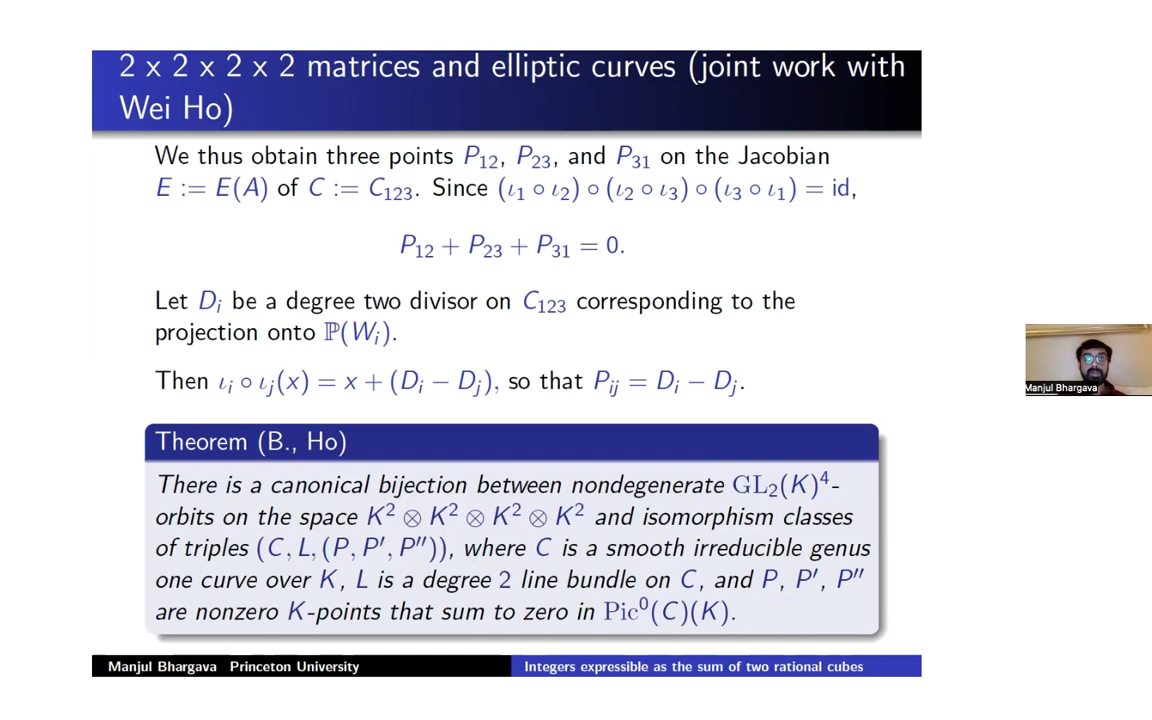 2 x 2 x 2 x 2 matrices and elliptic curves (joint work with
Wei Ho)
We thus obtain three points P₁₂, P₂₃, and P₃₁ on the Jacobian
E := E(A) of C := C₁₂₃. Since (ι₁ ∘ ι₂) ∘ (ι₂ ∘ ι₃) ∘ (ι₃ ∘ ι₁) = id,
P₁₂ + P₂₃ + P₃₁ = 0.
Let Dᵢ be a degree two divisor on C₁₂₃ corresponding to the
projection onto ℙ(Wᵢ).
Then ιᵢ ∘ ιⱼ(x) = x + (Dᵢ − Dⱼ), so that Pᵢⱼ = Dᵢ − Dⱼ.
Theorem (B., Ho)
There is a canonical bijection between nondegenerate GL₂(K)⁴-
orbits on the space K² ⊗ K² ⊗ K² ⊗ K² and isomorphism classes
of triples (C, L, (P, P′, P″)), where C is a smooth irreducible genus
one curve over K, L is a degree 2 line bundle on C, and P, P′, P″
are nonzero K-points that sum to zero in Pic⁰(C)(K).
Manjul Bhargava Princeton University
Integers expressible as the sum of two rational cubes
Manjul Bhargava